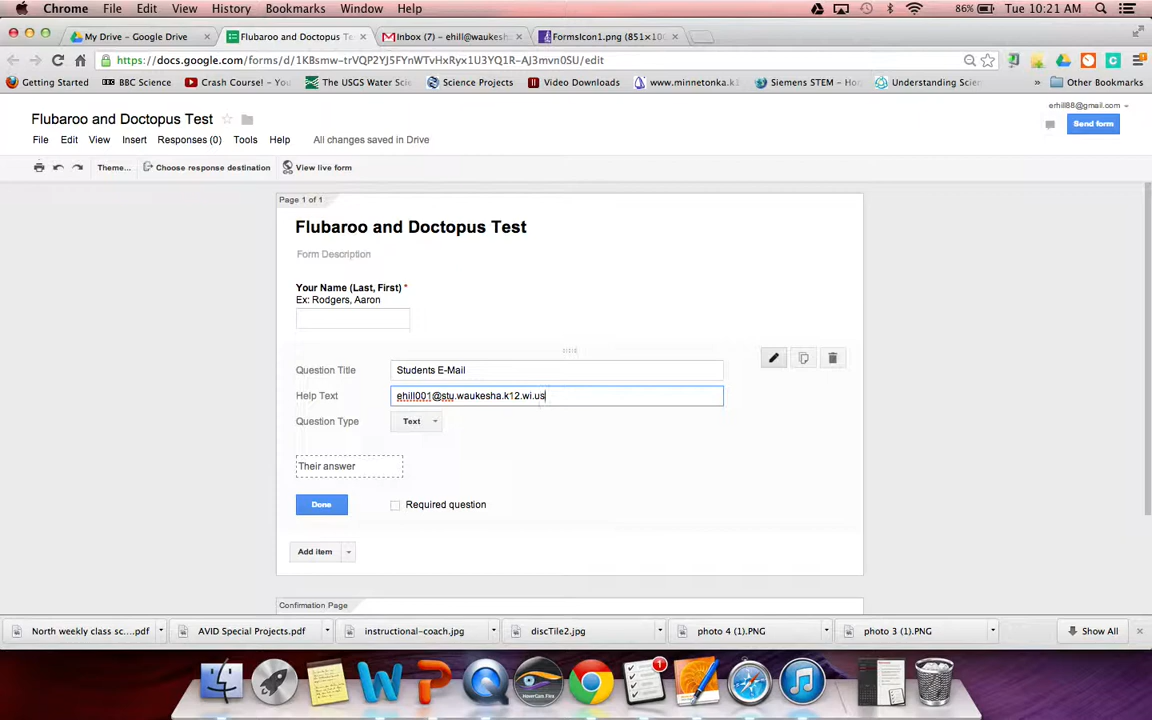 Chrome File Edit View History Bookmarks Window Help 86% Tue 10:21 AM
My Drive - Google Drive
Flubaroo and Doctopus Te
Inbox (7) - ehill@waukesh
FormsIcon1.png (851×10
https://docs.google.com/forms/d/1KBsmw-trVQP2YJ5FYnWTvHxRyx1U3YQ1R-AJ3mvn0SU/edit
Getting Started BBC Science Crash Course! - You The USGS Water Sc Science Projects Video Downloads www.minnetonka.k1 Siemens STEM - Ho Understanding Scien » Other Bookmarks
erhill88@gmail.com
Flubaroo and Doctopus Test
Send form
File Edit View Insert Responses (0) Tools Help All changes saved in Drive
Theme... Choose response destination View live form
Page 1 of 1
Flubaroo and Doctopus Test
Form Description
Your Name (Last, First) *
Ex: Rodgers, Aaron
Question Title Students E-Mail
Help Text ehill001@stu.waukesha.k12.wi.us
Question Type Text
Their answer
Done Required question
Add item
Confirmation Page
North weekly class sc....pdf AVID Special Projects.pdf instructional-coach.jpg discTile2.jpg photo 4 (1).PNG photo 3 (1).PNG Show All
1
HoverCam Flex